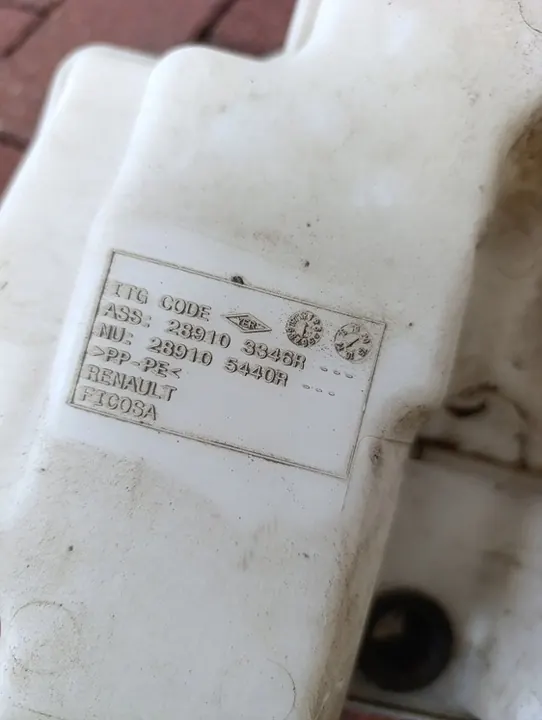 ITG CODE
ASS: 28910 3346R ---
NU: 28910 5440R ---
>PP-PE<
RENAULT
FICOSA